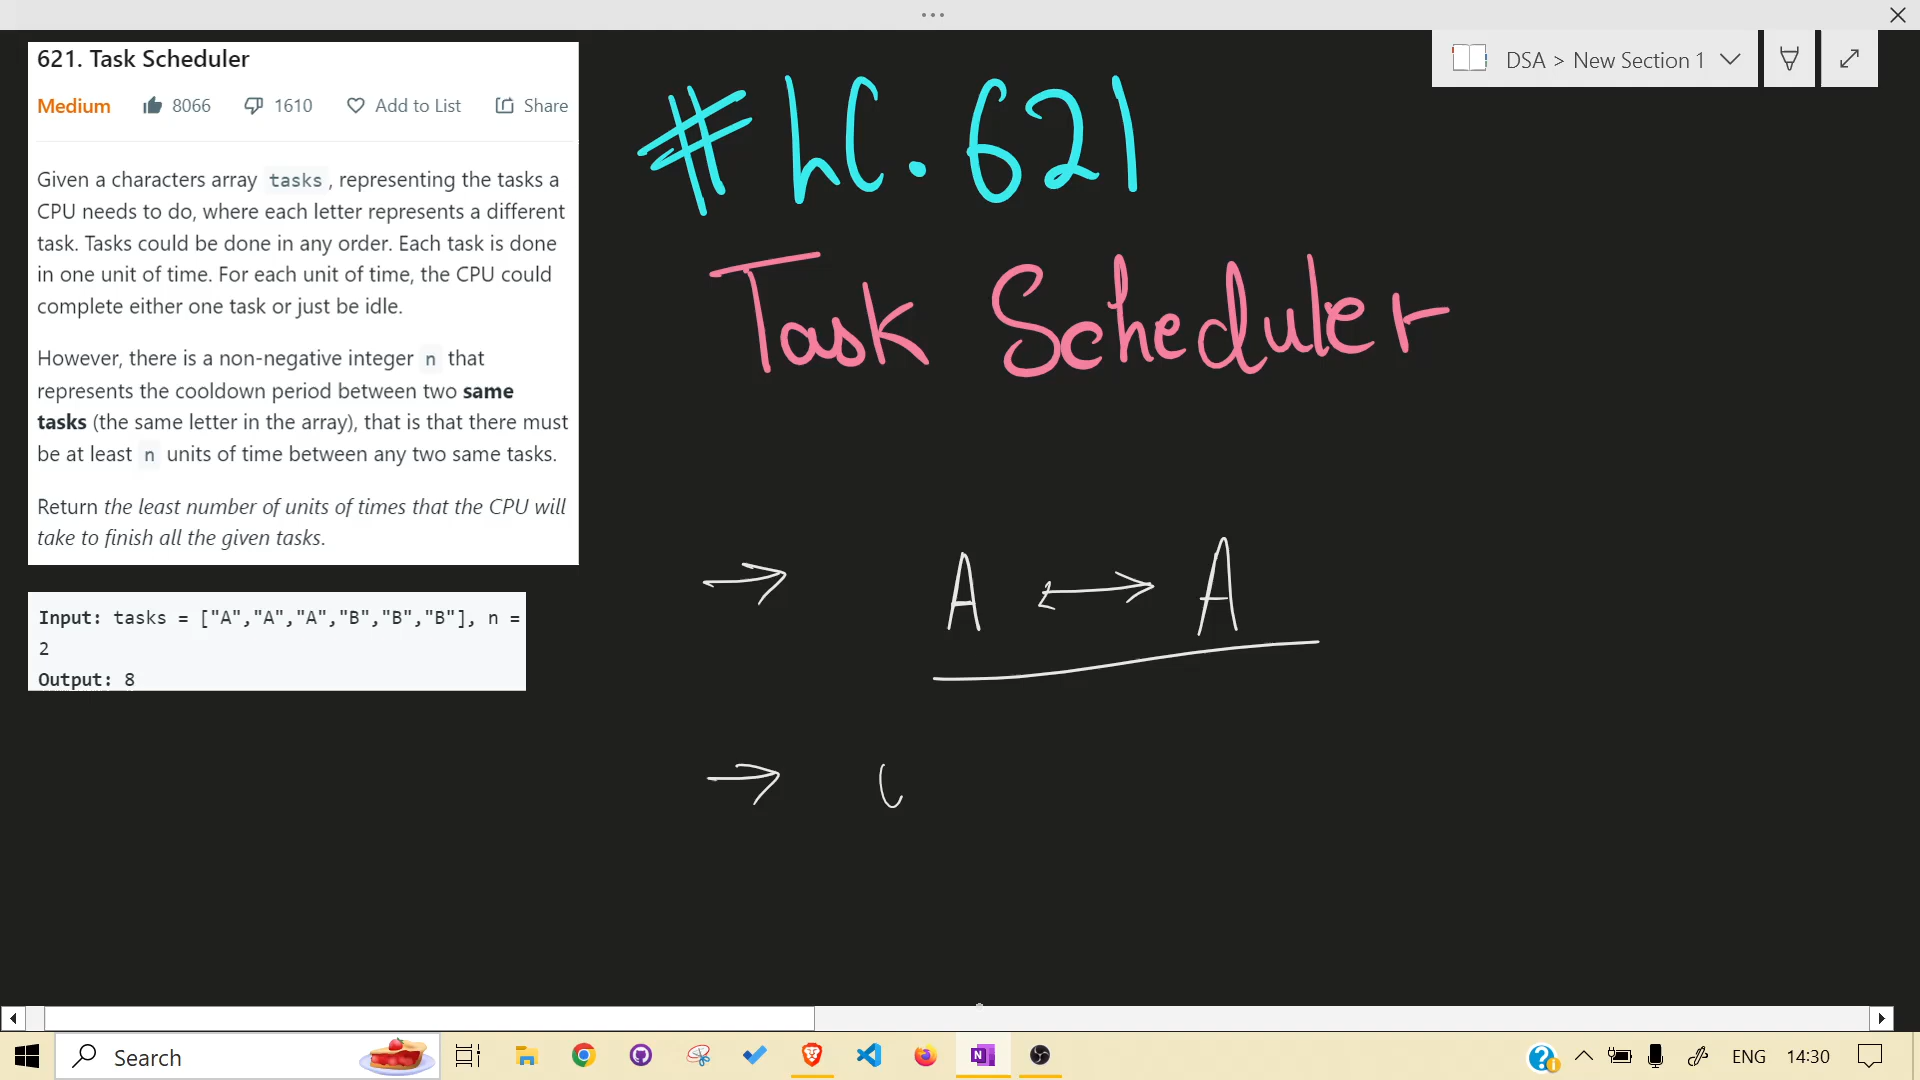 621. Task Scheduler
Medium 8066 1610 Add to List Share
Given a characters array tasks, representing the tasks a
CPU needs to do, where each letter represents a different
task. Tasks could be done in any order. Each task is done
in one unit of time. For each unit of time, the CPU could
complete either one task or just be idle.
However, there is a non-negative integer n that
represents the cooldown period between two same
tasks (the same letter in the array), that is that there must
be at least n units of time between any two same tasks.
Return the least number of units of times that the CPU will
take to finish all the given tasks.
Input: tasks = ["A","A","A","B","B","B"], n =
2
Output: 8
DSA > New Section 1
#LC.621
Task Scheduler
→ A ↔ A
→
Search
ENG 14:30